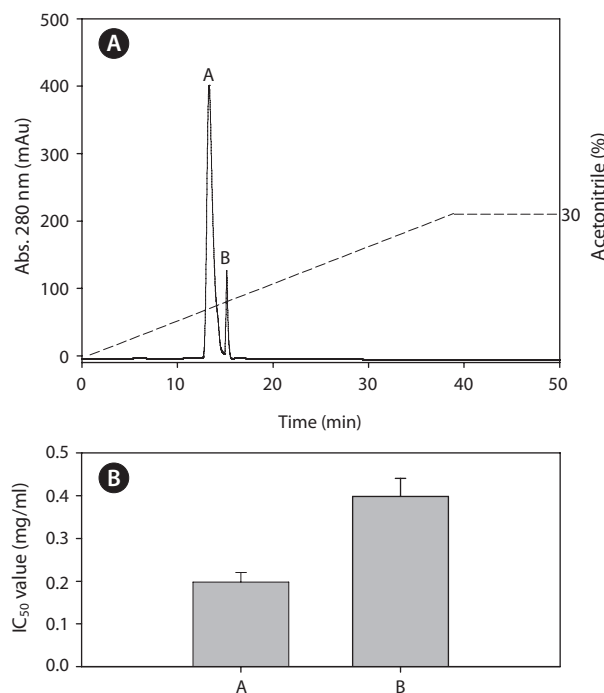 A
500
400
300
200
100
0
Abs. 280 nm (mAu)
A
B
30
Acetonitrile (%)
0 10 20 30 40 50
Time (min)
B
0.5
0.4
0.3
0.2
0.1
0.0
IC50 value (mg/ml)
A B